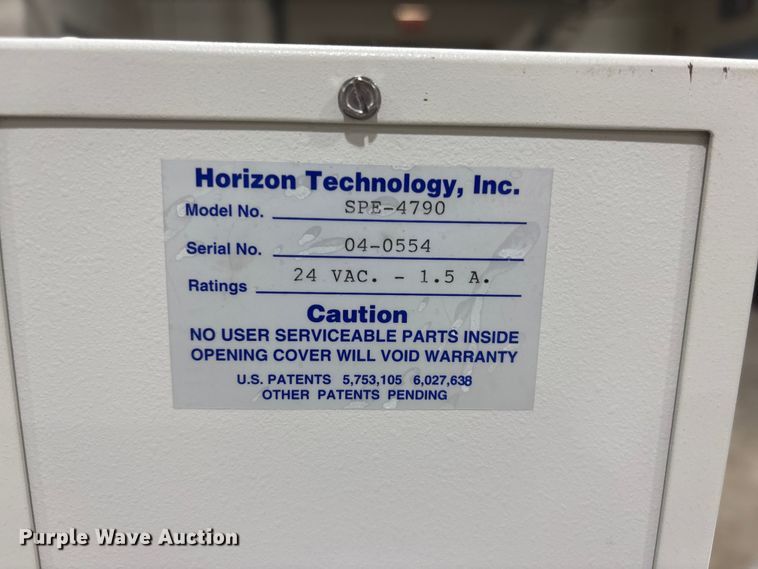 Horizon Technology, Inc.
Model No. SPE-4790
Serial No. 04-0554
Ratings 24 VAC. - 1.5 A.
Caution
NO USER SERVICEABLE PARTS INSIDE
OPENING COVER WILL VOID WARRANTY
U.S. PATENTS 5,753,105 6,027,638
OTHER PATENTS PENDING
Purple Wave Auction